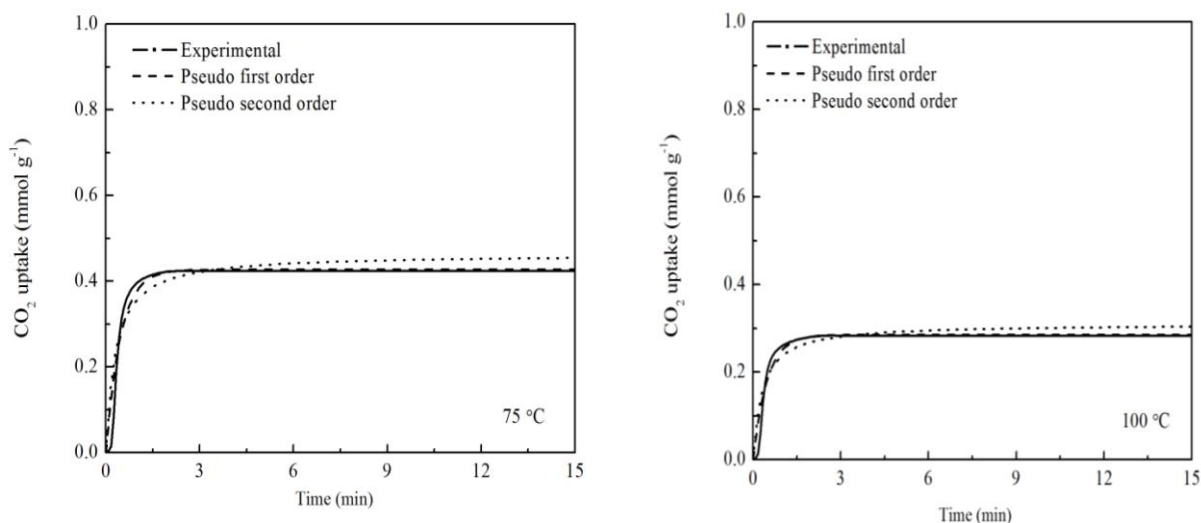 1.0
0.8
0.6
0.4
0.2
0.0
CO₂ uptake (mmol g⁻¹)
Experimental
Pseudo first order
Pseudo second order
75 °C
0 3 6 9 12 15
Time (min)
1.0
0.8
0.6
0.4
0.2
0.0
CO₂ uptake (mmol g⁻¹)
Experimental
Pseudo first order
Pseudo second order
100 °C
0 3 6 9 12 15
Time (min)